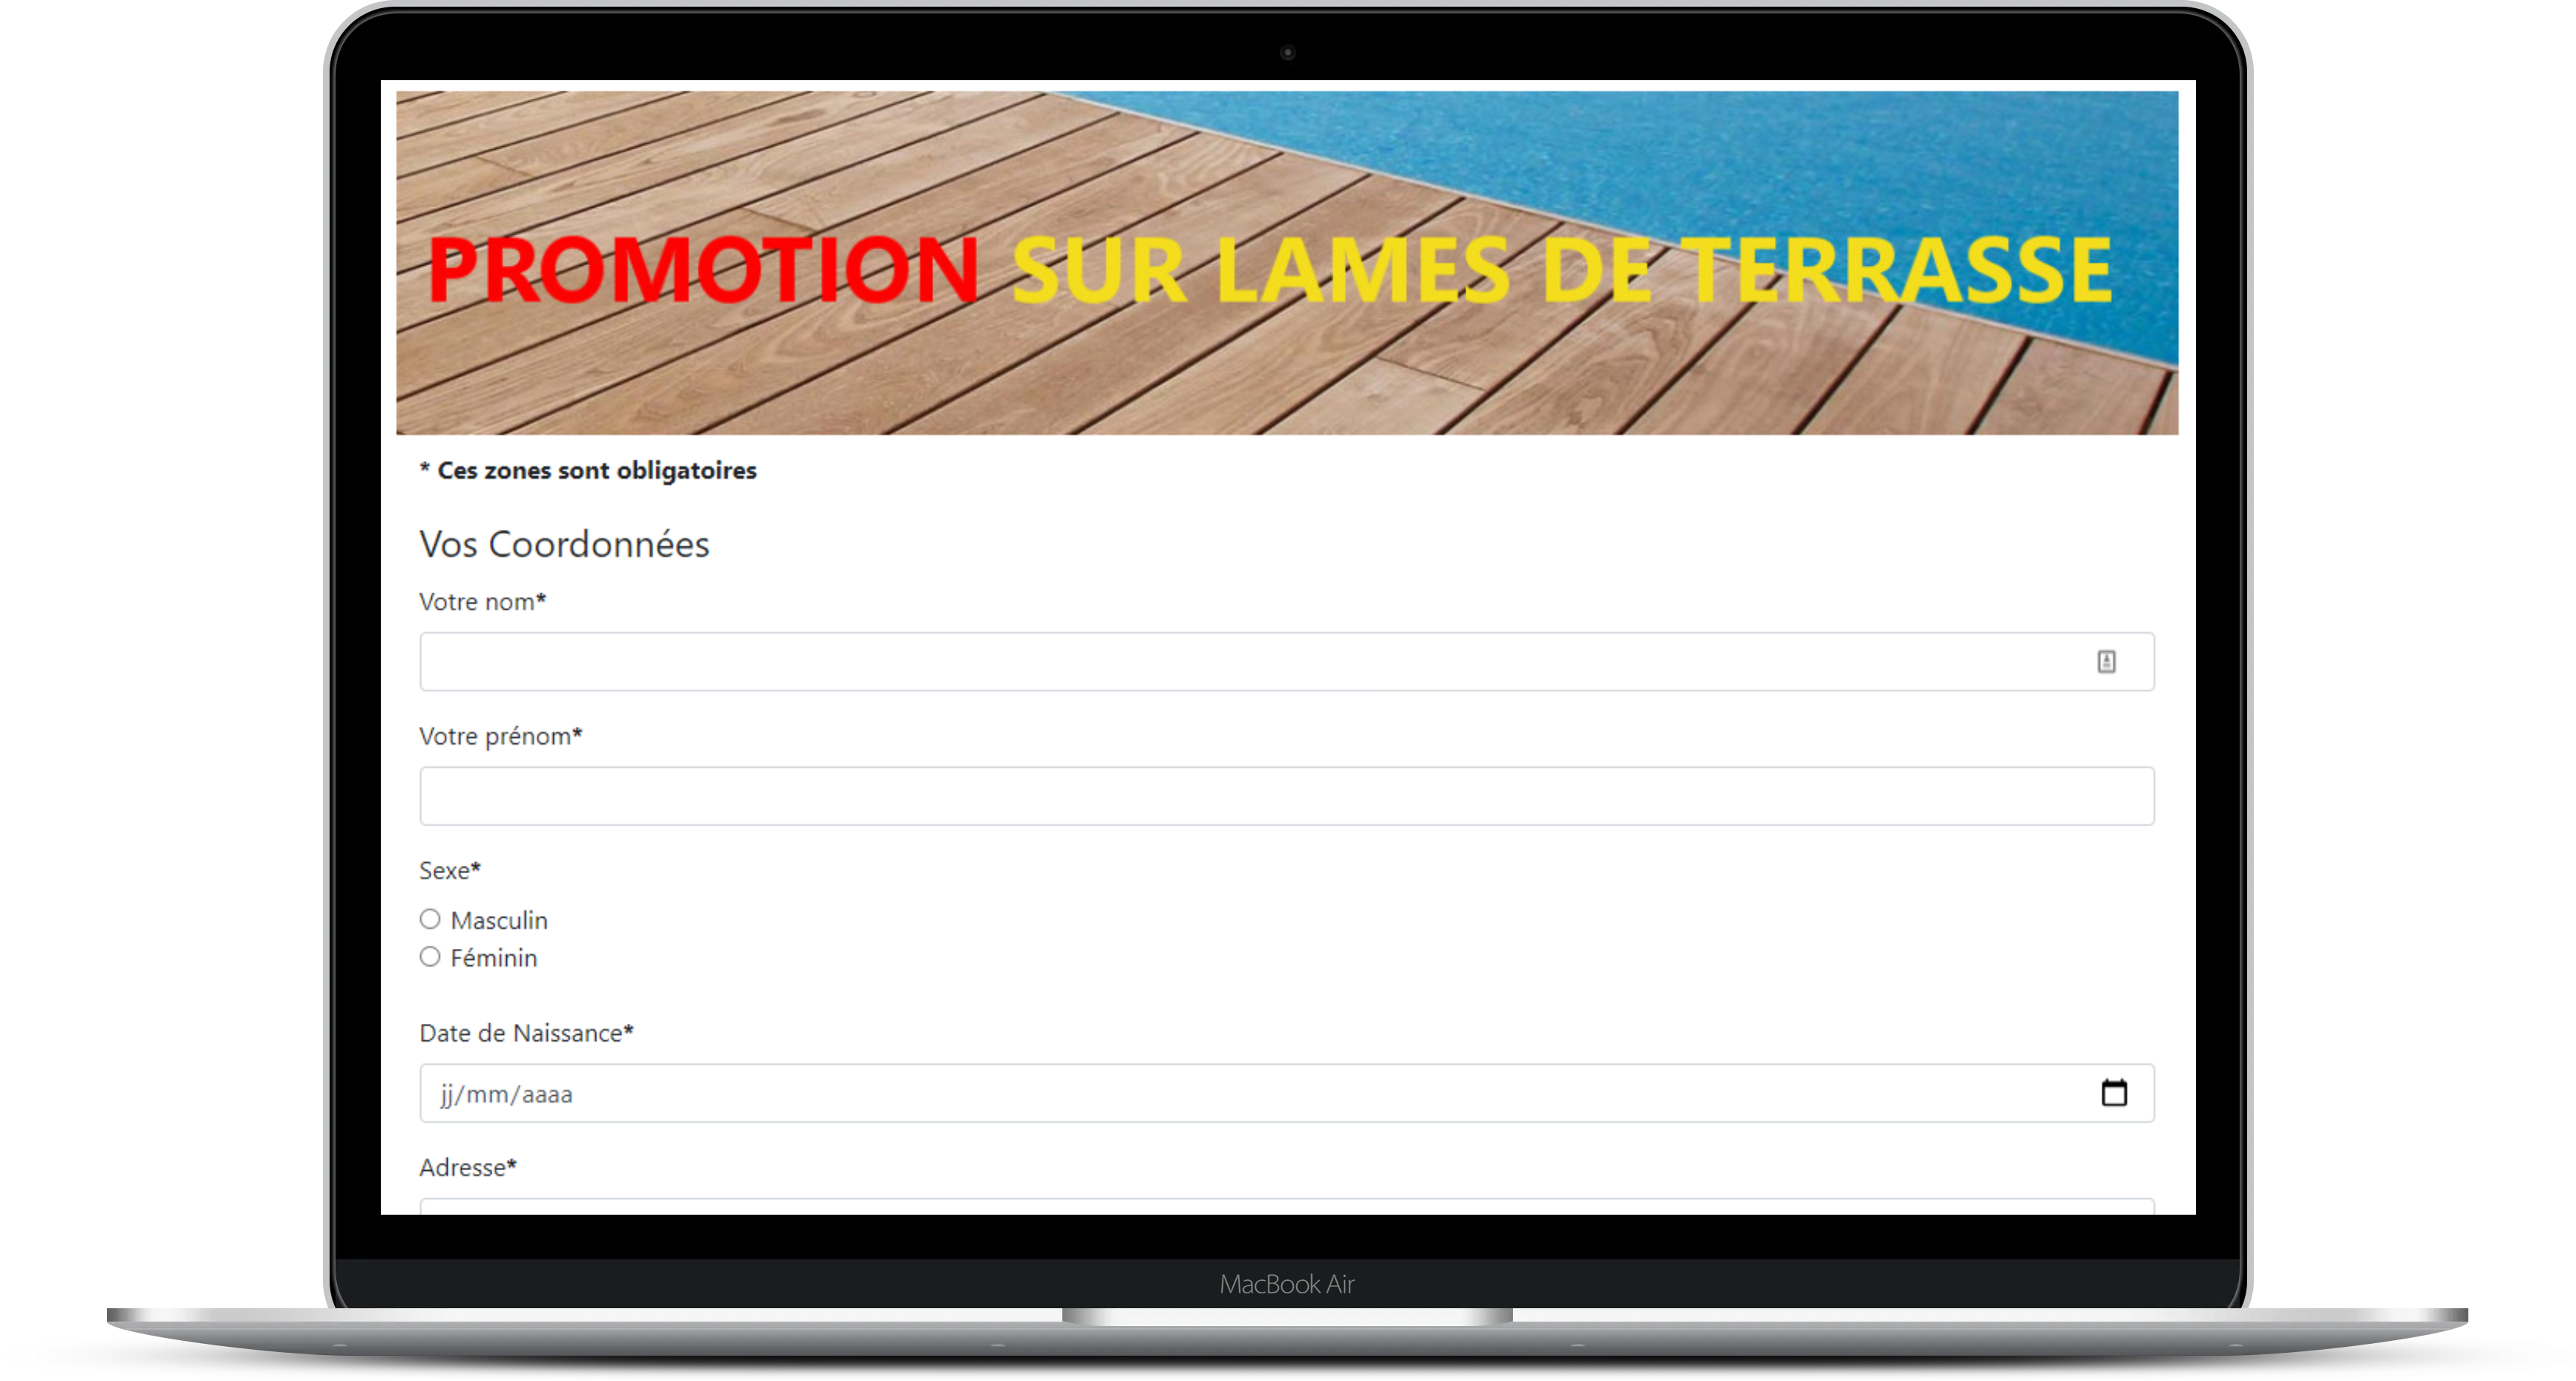 PROMOTION SUR LAMES DE TERRASSE
* Ces zones sont obligatoires
Vos Coordonnées
Votre nom*
Votre prénom*
Sexe*
Masculin
Féminin
Date de Naissance*
jj/mm/aaaa
Adresse*
MacBook Air